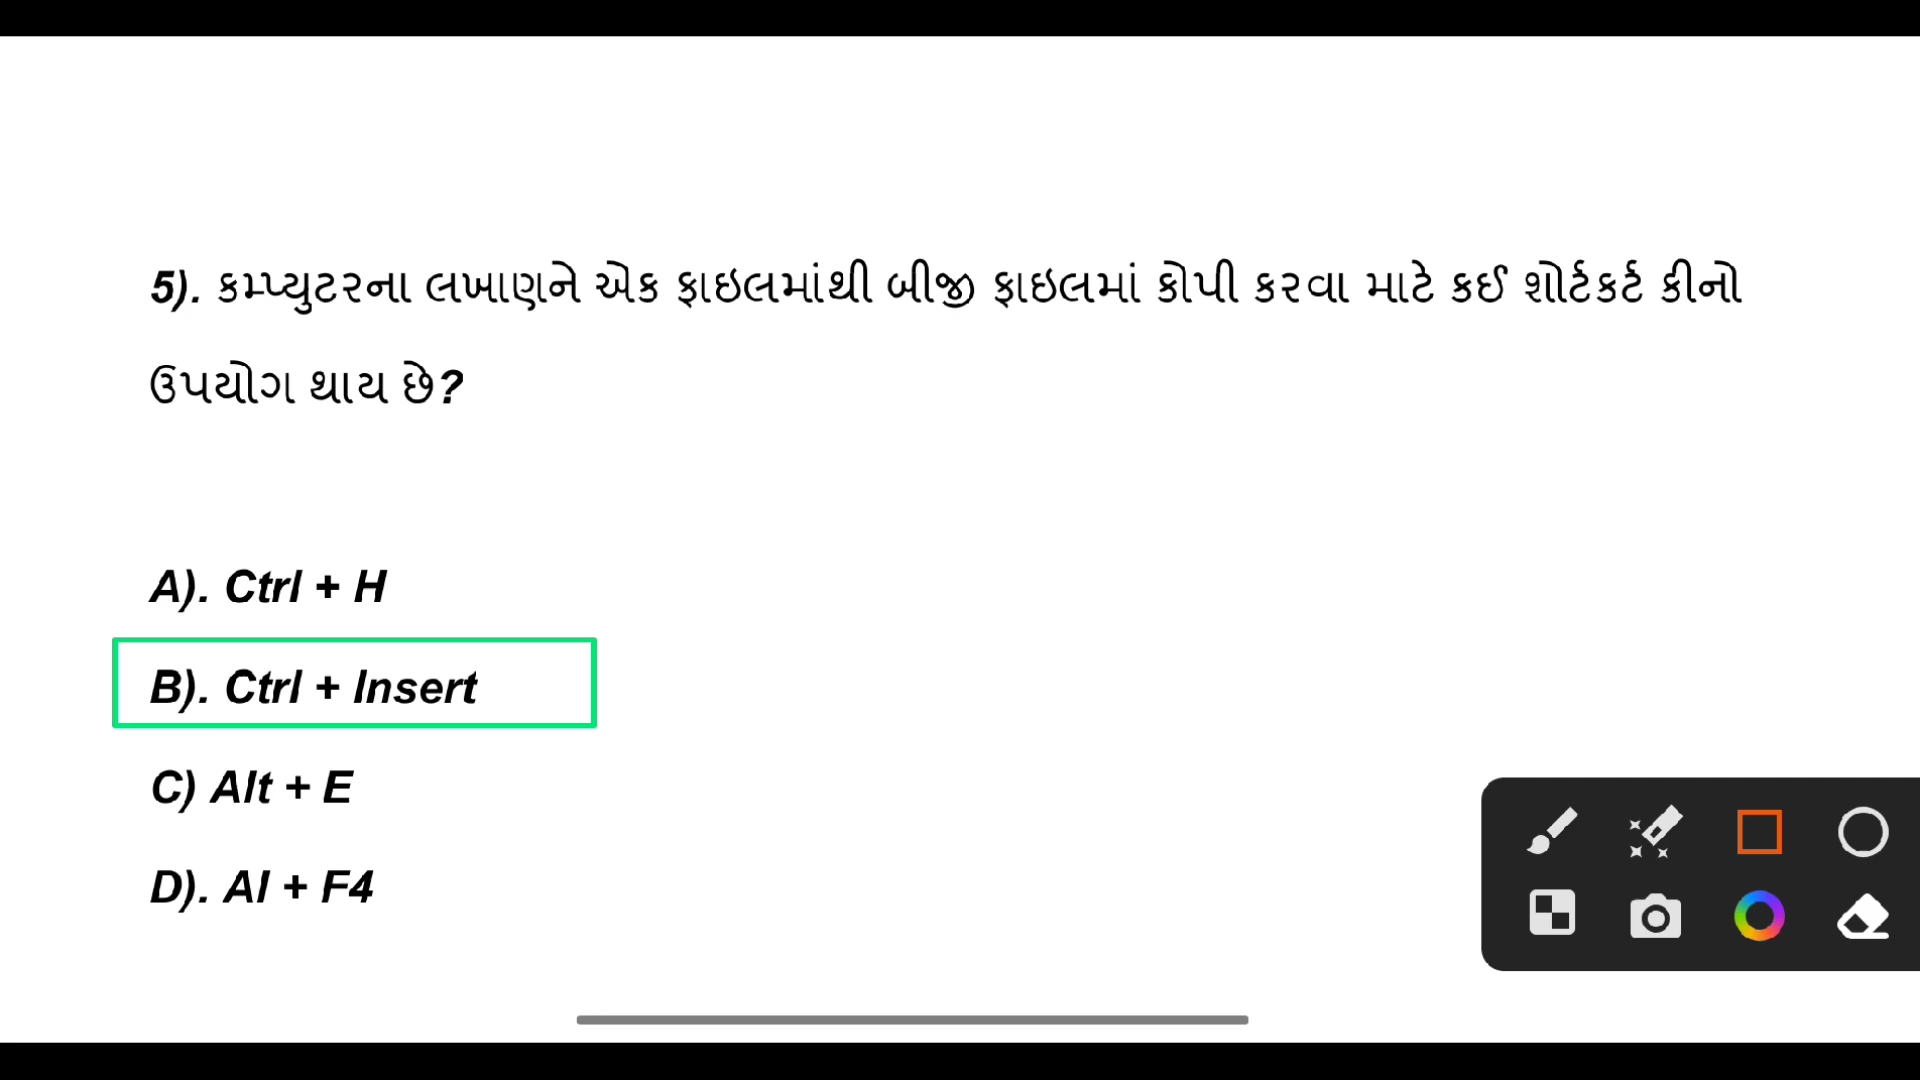 5). કમ્પ્યુટરના લખાણને એક ફાઇલમાંથી બીજી ફાઇલમાં કોપી કરવા માટે કઈ શોર્ટકર્ટ કીનો
ઉપયોગ થાય છે?
A). Ctrl + H
B). Ctrl + Insert
C) Alt + E
D). Al + F4